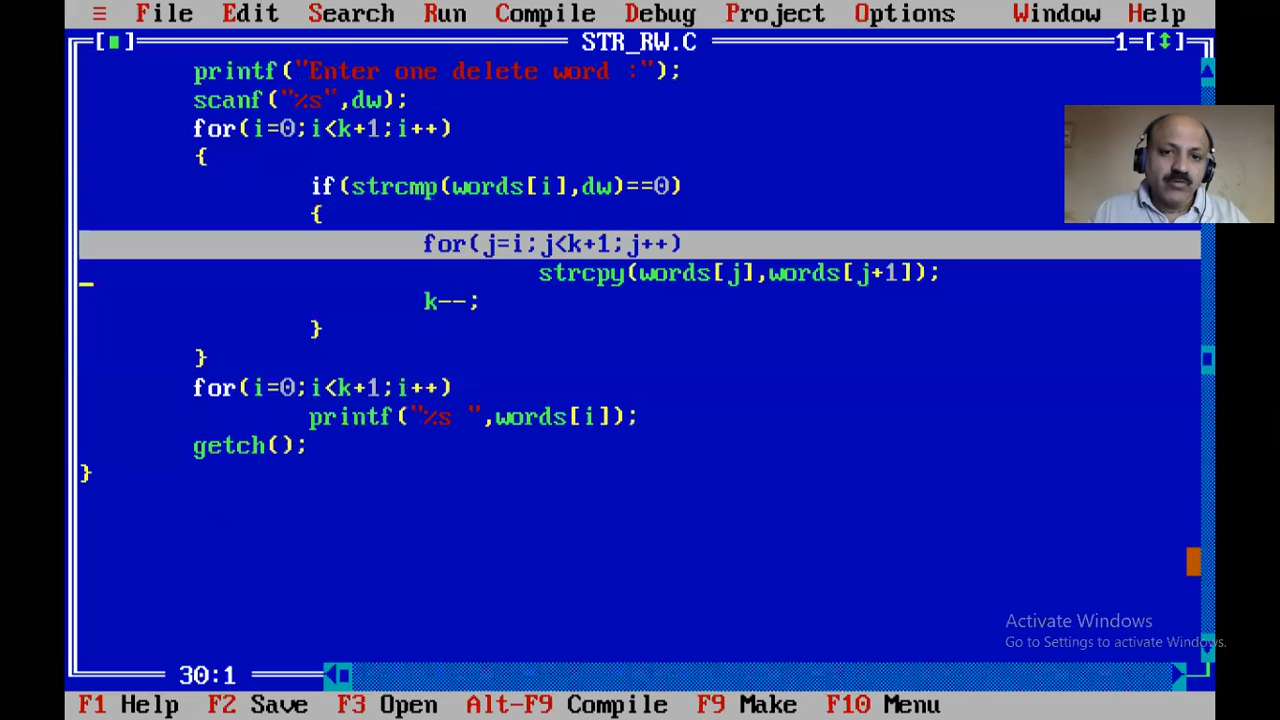 ≡ File Edit Search Run Compile Debug Project Options Window Help
[■] STR_RW.C 1=[↕]
printf("Enter one delete word :");
scanf("%s",dw);
for(i=0;i<k+1;i++)
{
if(strcmp(words[i],dw)==0)
{
for(j=i;j<k+1;j++)
strcpy(words[j],words[j+1]);
k--;
}
}
for(i=0;i<k+1;i++)
printf("%s ",words[i]);
getch();
}
Activate Windows
Go to Settings to activate Windows.
30:1
F1 Help F2 Save F3 Open Alt-F9 Compile F9 Make F10 Menu